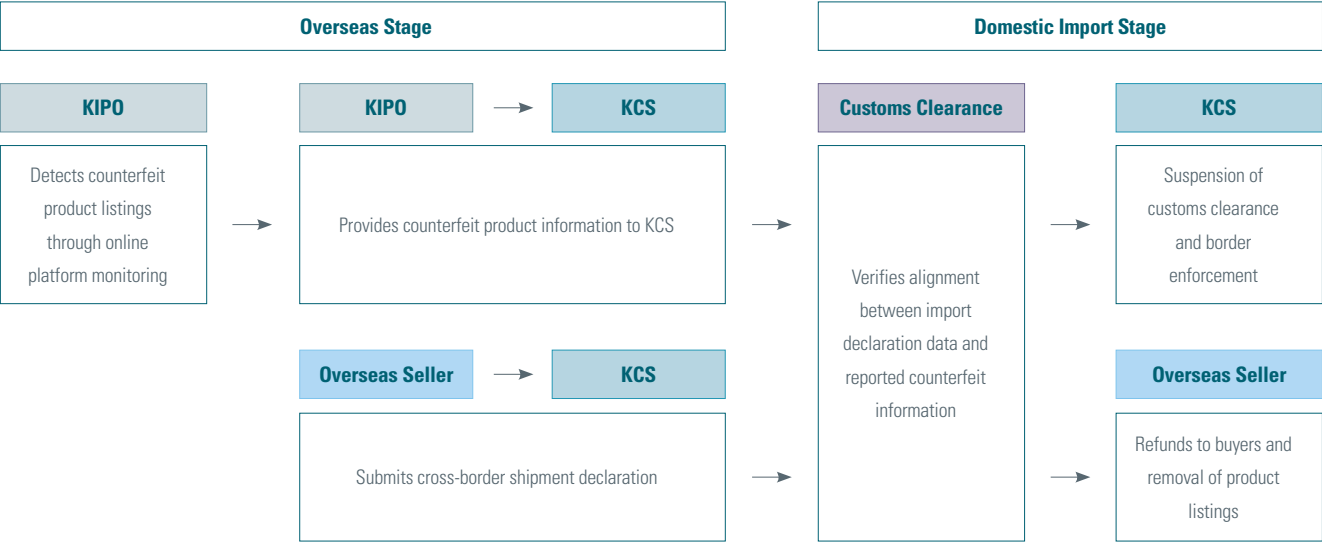 Overseas Stage
Domestic Import Stage
KIPO
KIPO
KCS
Customs Clearance
KCS
Detects counterfeit
product listings
through online
platform monitoring
Provides counterfeit product information to KCS
Verifies alignment
between import
declaration data and
reported counterfeit
information
Suspension of
customs clearance
and border
enforcement
Overseas Seller
KCS
Overseas Seller
Submits cross-border shipment declaration
Refunds to buyers and
removal of product
listings